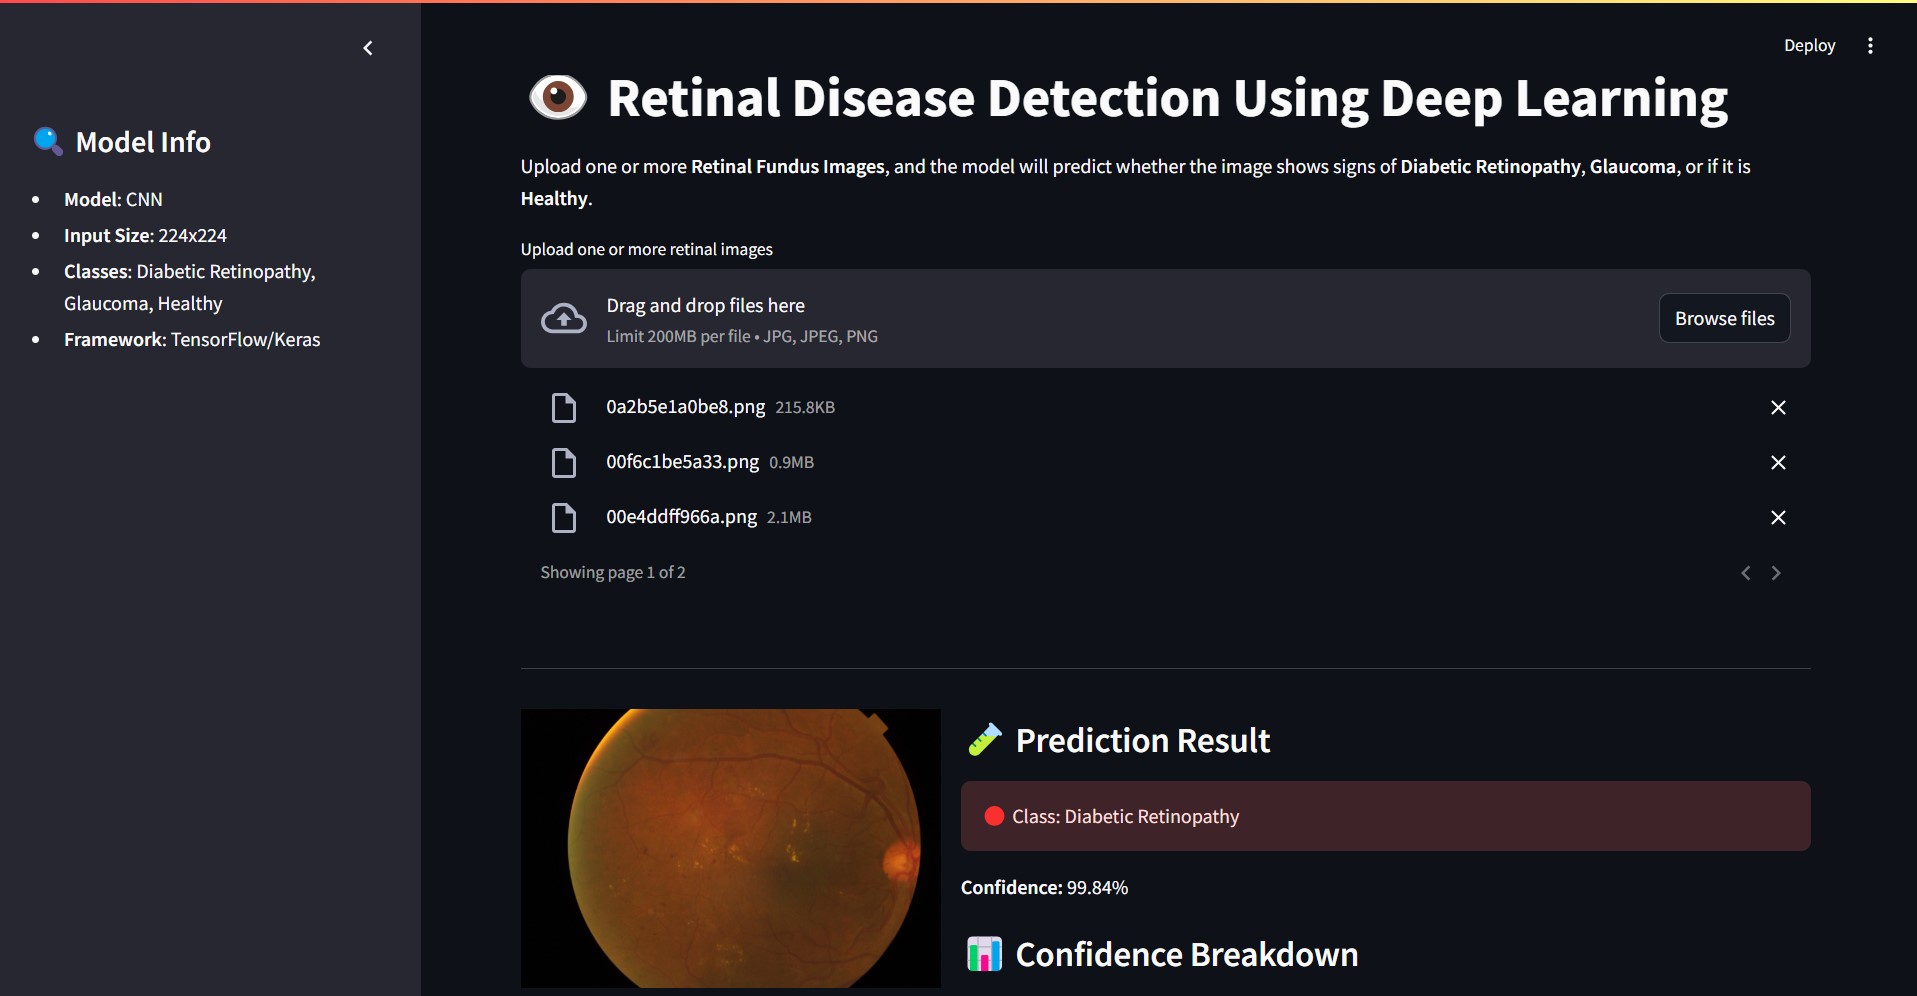 Deploy
Model Info
Model: CNN
Input Size: 224x224
Classes: Diabetic Retinopathy,
Glaucoma, Healthy
Framework: TensorFlow/Keras
Retinal Disease Detection Using Deep Learning
Upload one or more Retinal Fundus Images, and the model will predict whether the image shows signs of Diabetic Retinopathy, Glaucoma, or if it is
Healthy.
Upload one or more retinal images
Drag and drop files here
Limit 200MB per file • JPG, JPEG, PNG
Browse files
0a2b5e1a0be8.png 215.8KB
00f6c1be5a33.png 0.9MB
00e4ddff966a.png 2.1MB
Showing page 1 of 2
Prediction Result
Class: Diabetic Retinopathy
Confidence: 99.84%
Confidence Breakdown